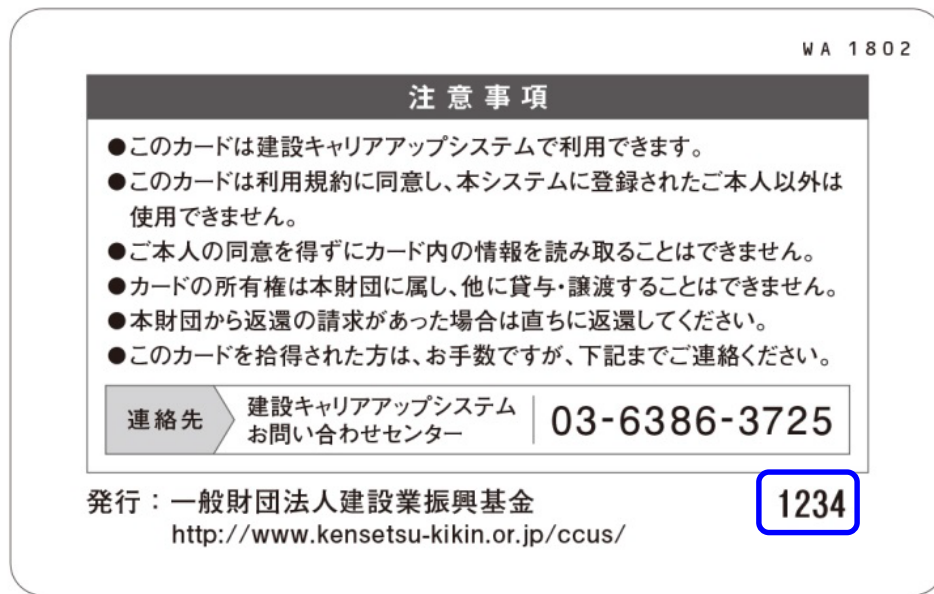 WA 1802
注意事項
●このカードは建設キャリアアップシステムで利用できます。
●このカードは利用規約に同意し、本システムに登録されたご本人以外は
使用できません。
●ご本人の同意を得ずにカード内の情報を読み取ることはできません。
●カードの所有権は本財団に属し、他に貸与・譲渡することはできません。
●本財団から返還の請求があった場合は直ちに返還してください。
●このカードを拾得された方は、お手数ですが、下記までご連絡ください。
連絡先 建設キャリアアップシステム
お問い合わせセンター 03-6386-3725
発行：一般財団法人建設業振興基金 1234
http://www.kensetsu-kikin.or.jp/ccus/